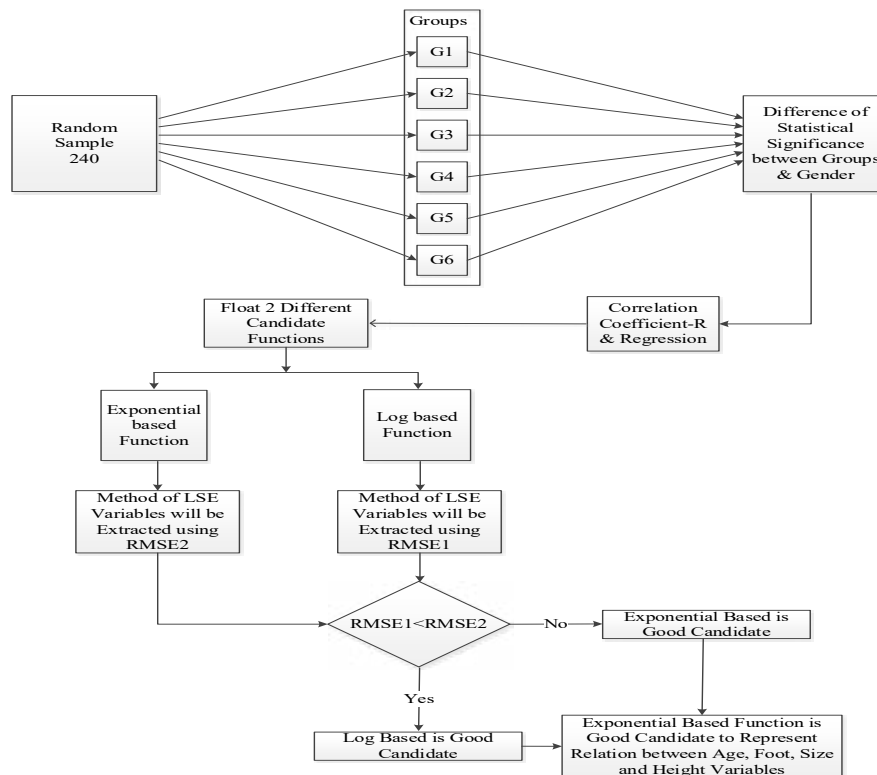 Groups
G1
G2
G3
G4
G5
G6
Random
Sample
240
Difference of
Statistical
Significance
between Groups
& Gender
Correlation
Coefficient-R
& Regression
Float 2 Different
Candidate
Functions
Exponential
based
Function
Log based
Function
Method of LSE
Variables will be
Extracted using
RMSE2
Method of LSE
Variables will be
Extracted using
RMSE1
RMSE1<RMSE2
No
Exponential Based is
Good Candidate
Yes
Log Based is Good
Candidate
Exponential Based Function is
Good Candidate to Represent
Relation between Age, Foot, Size
and Height Variables